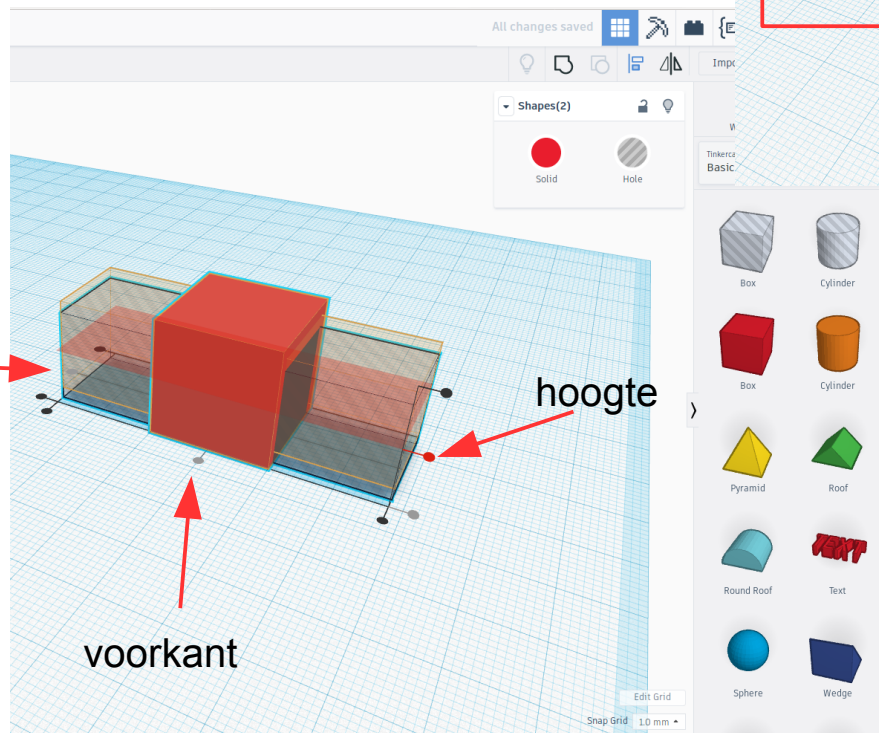 All changes saved
Impo
Shapes(2)
Solid
Hole
W
Tinkerca
Basic
Box
Cylinder
Box
Cylinder
hoogte
Pyramid
Roof
TEXT
Round Roof
Text
voorkant
Sphere
Wedge
Edit Grid
Snap Grid 1.0 mm